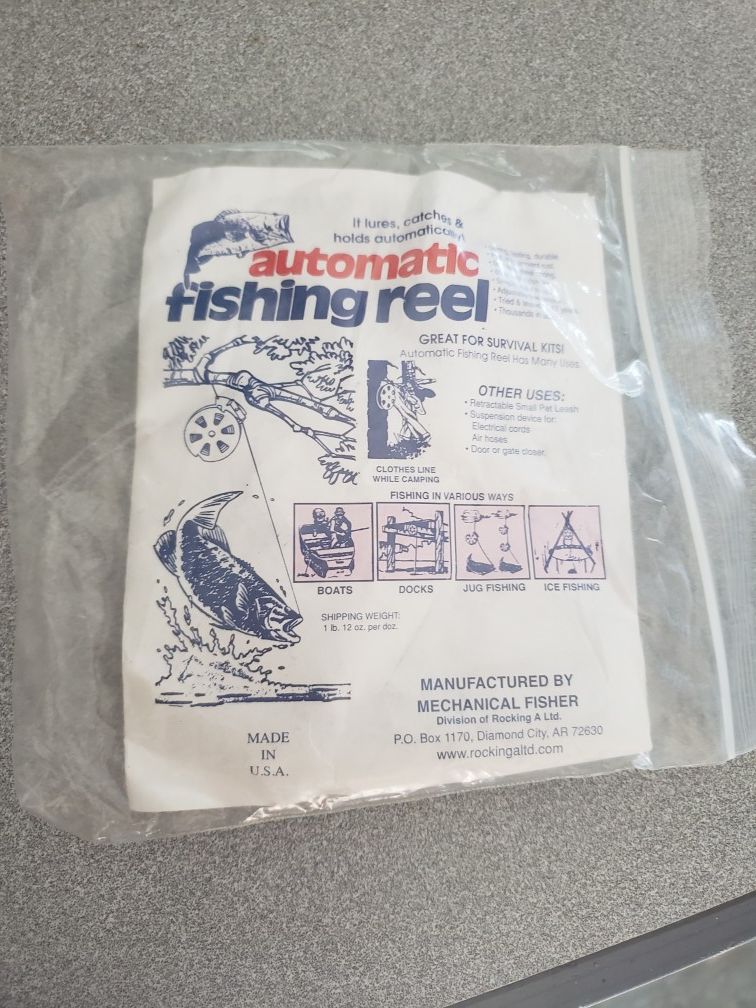 It lures, catches &
holds automatically!
automatic
fishing reel
durable
• Tried &
• Thousands in
GREAT FOR SURVIVAL KITS!
Automatic Fishing Reel Has Many Uses
OTHER USES:
• Retractable Small Pet Leash
• Suspension device for:
Electrical cords
Air hoses
• Door or gate closer.
CLOTHES LINE
WHILE CAMPING
FISHING IN VARIOUS WAYS
BOATS DOCKS JUG FISHING ICE FISHING
SHIPPING WEIGHT:
1 lb. 12 oz. per doz.
MANUFACTURED BY
MECHANICAL FISHER
Division of Rocking A Ltd.
P.O. Box 1170, Diamond City, AR 72630
www.rockingaltd.com
MADE
IN
U.S.A.